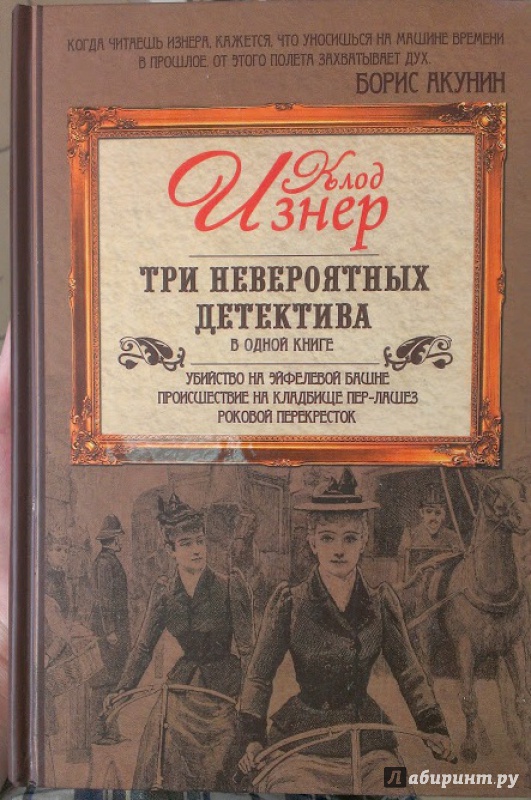 КОГДА ЧИТАЕШЬ ИЗНЕРА, КАЖЕТСЯ, ЧТО УНОСИШЬСЯ НА МАШИНЕ ВРЕМЕНИ
В ПРОШЛОЕ. ОТ ЭТОГО ПОЛЕТА ЗАХВАТЫВАЕТ ДУХ.
БОРИС АКУНИН
Клод
Изнер
ТРИ НЕВЕРОЯТНЫХ
ДЕТЕКТИВА
В ОДНОЙ КНИГЕ
УБИЙСТВО НА ЭЙФЕЛЕВОЙ БАШНЕ
ПРОИСШЕСТВИЕ НА КЛАДБИЩЕ ПЕР-ЛАШЕЗ
РОКОВОЙ ПЕРЕКРЕСТОК
Лабиринт.ру